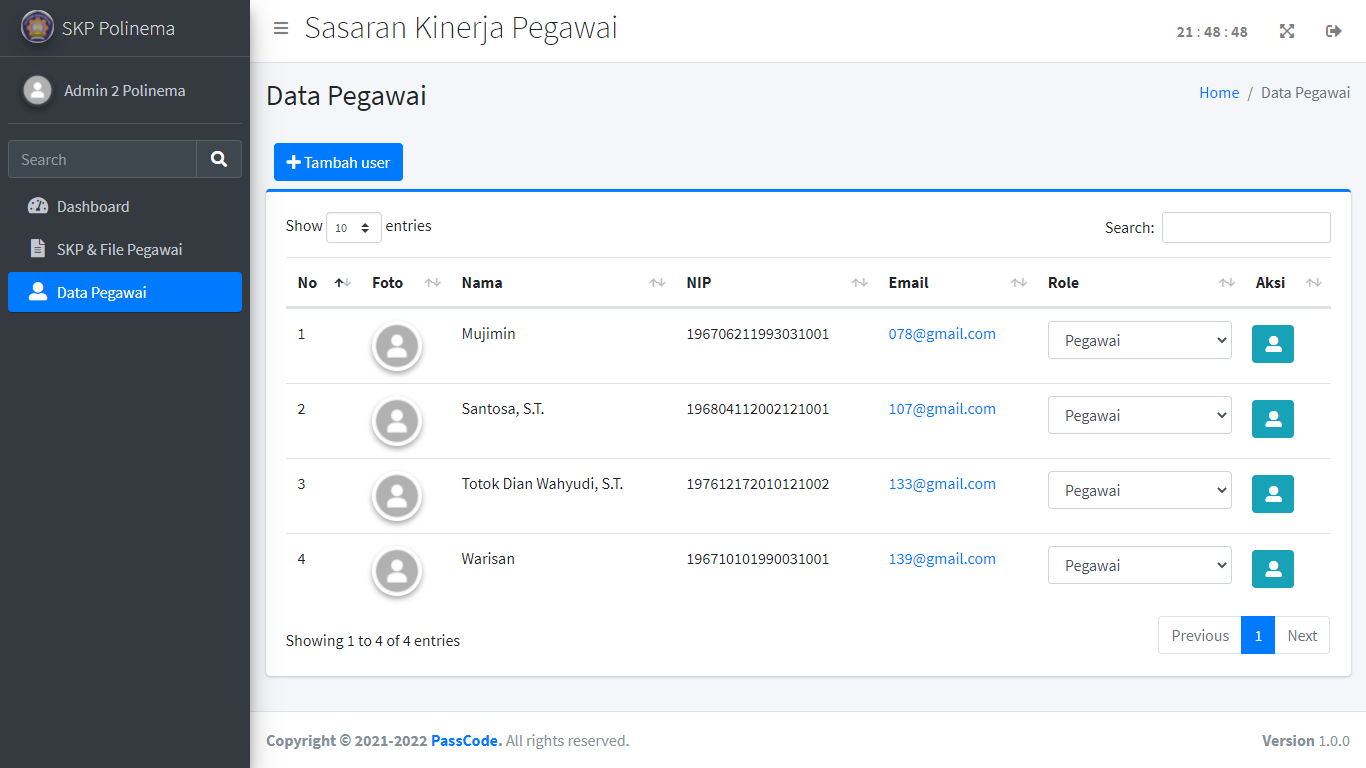 SKP Polinema
Sasaran Kinerja Pegawai
21 : 48 : 48
Admin 2 Polinema
Data Pegawai
Home / Data Pegawai
Search
Tambah user
Dashboard
SKP & File Pegawai
Data Pegawai
Show 10 entries
Search:
No Foto Nama NIP Email Role Aksi
1 Mujimin 196706211993031001 078@gmail.com Pegawai
2 Santosa, S.T. 196804112002121001 107@gmail.com Pegawai
3 Totok Dian Wahyudi, S.T. 197612172010121002 133@gmail.com Pegawai
4 Warisan 196710101990031001 139@gmail.com Pegawai
Showing 1 to 4 of 4 entries
Previous 1 Next
Copyright © 2021-2022 PassCode. All rights reserved.
Version 1.0.0